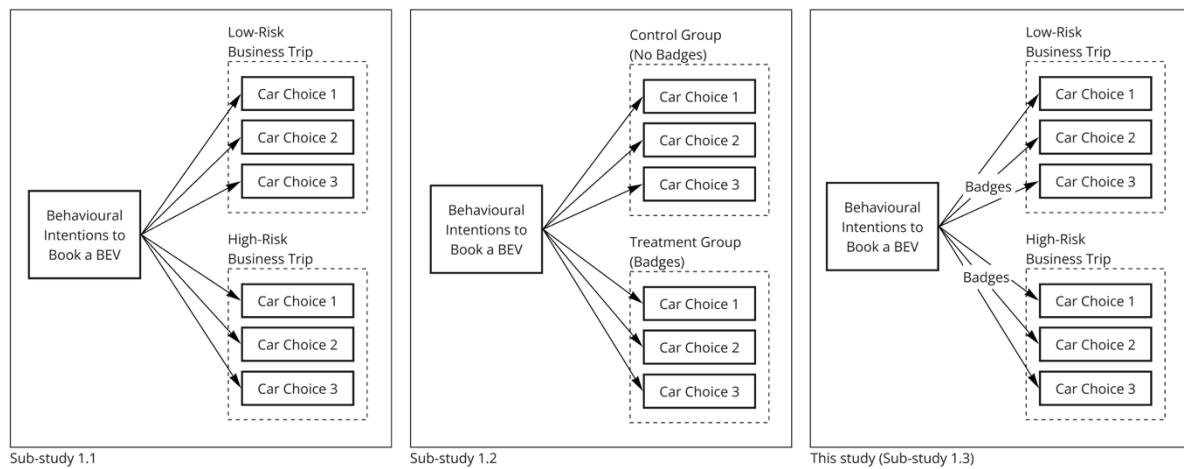 Low-Risk
Business Trip
Car Choice 1
Car Choice 2
Car Choice 3
Behavioural
Intentions to
Book a BEV
High-Risk
Business Trip
Car Choice 1
Car Choice 2
Car Choice 3
Sub-study 1.1
Control Group
(No Badges)
Car Choice 1
Car Choice 2
Car Choice 3
Behavioural
Intentions to
Book a BEV
Treatment Group
(Badges)
Car Choice 1
Car Choice 2
Car Choice 3
Sub-study 1.2
Low-Risk
Business Trip
Car Choice 1
Car Choice 2
Car Choice 3
Badges
Behavioural
Intentions to
Book a BEV
Badges
High-Risk
Business Trip
Car Choice 1
Car Choice 2
Car Choice 3
This study (Sub-study 1.3)